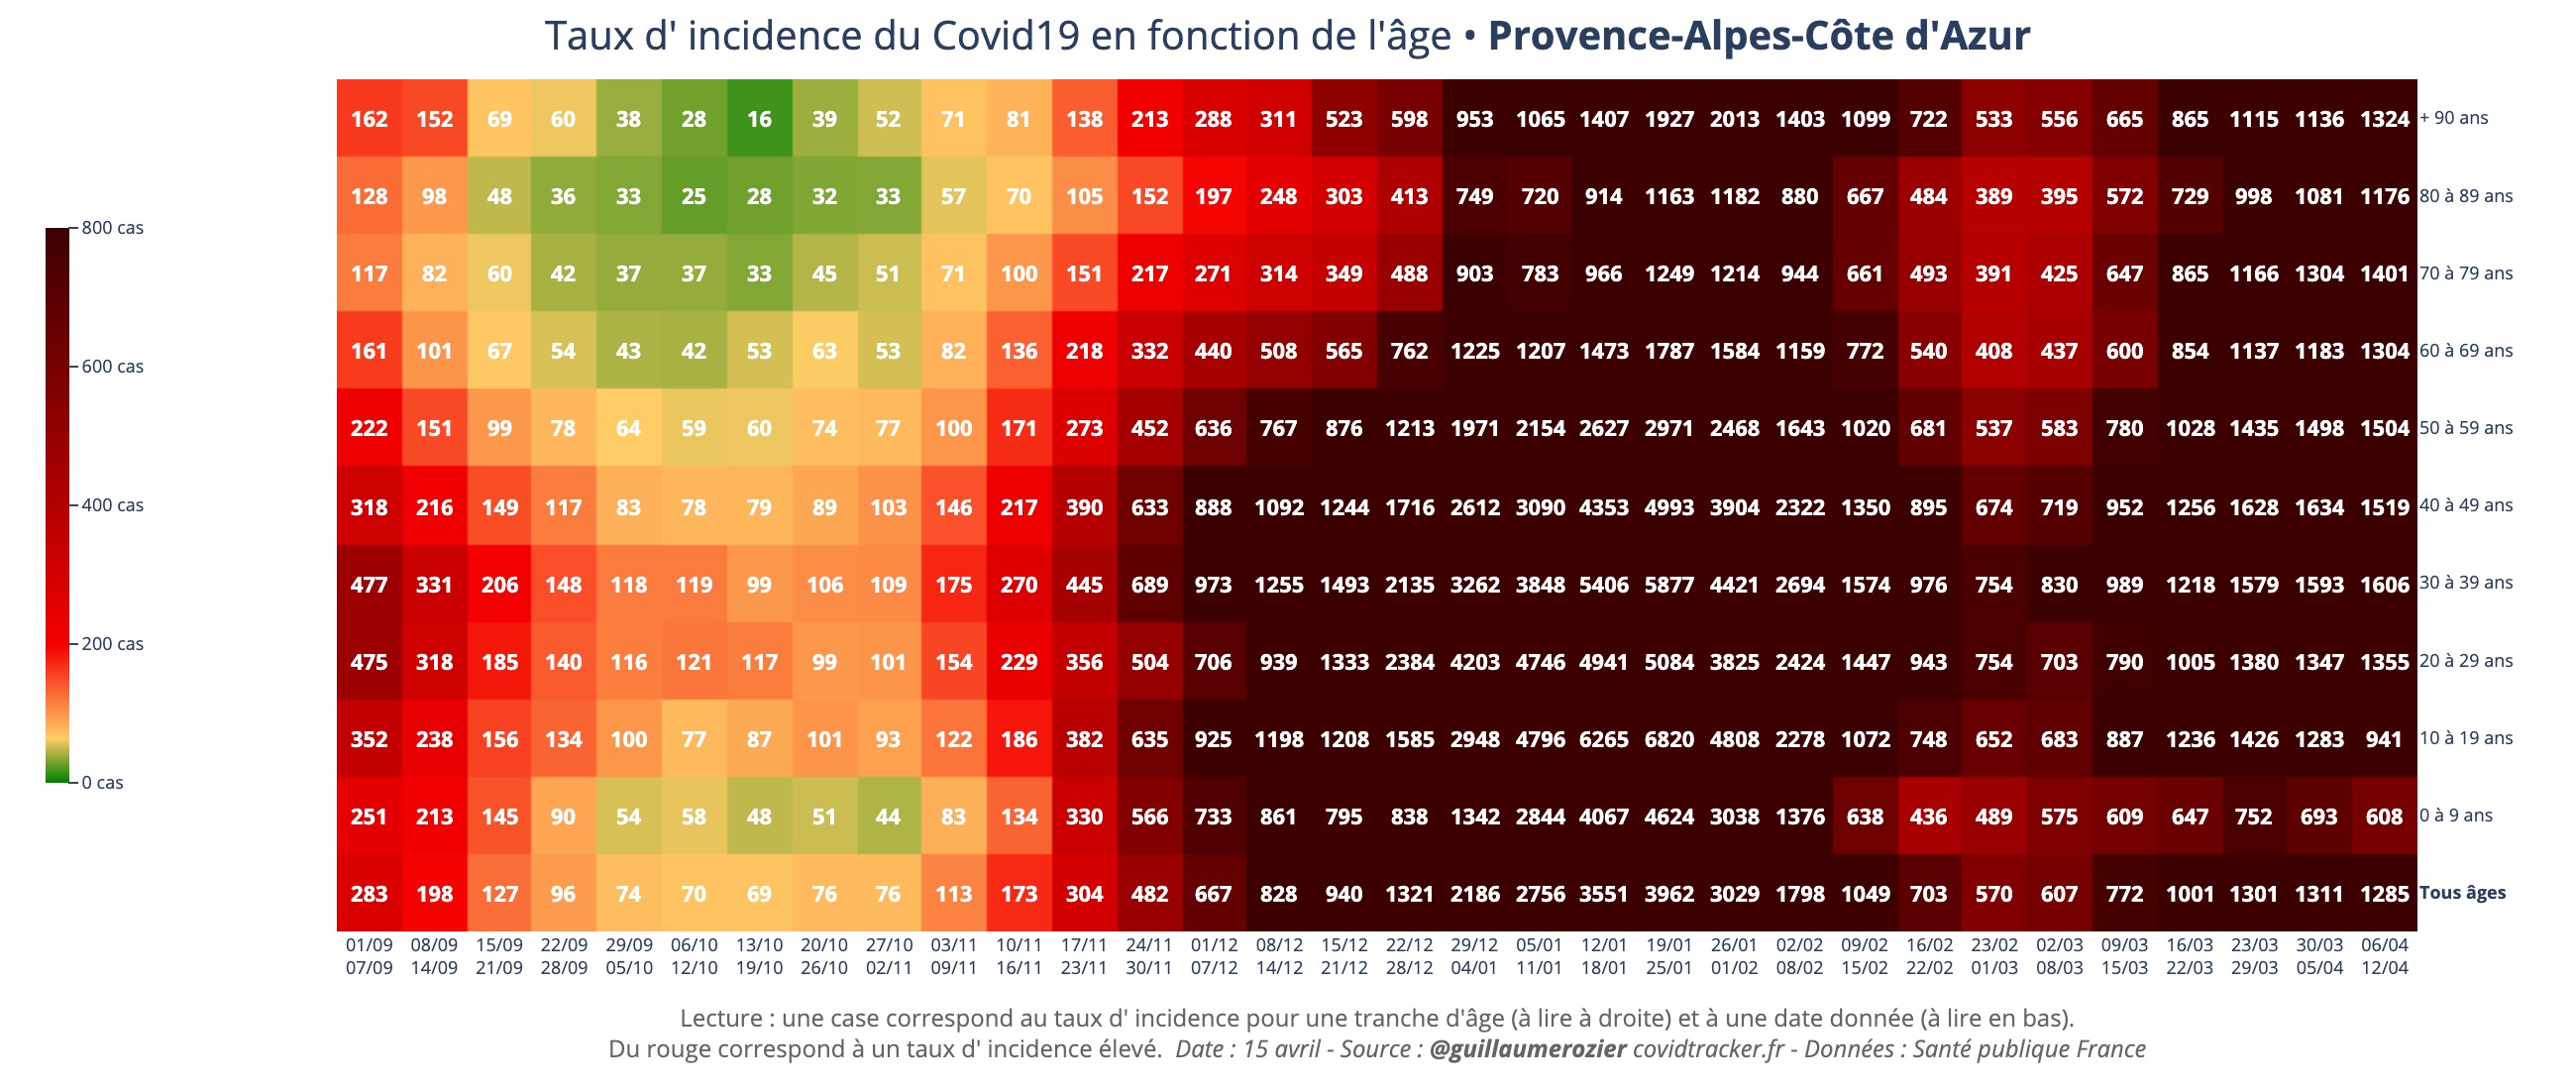 Taux d' incidence du Covid19 en fonction de l'âge • Provence-Alpes-Côte d'Azur
800 cas
600 cas
400 cas
200 cas
0 cas
162 152 69 60 38 28 16 39 52 71 81 138 213 288 311 523 598 953 1065 1407 1927 2013 1403 1099 722 533 556 665 865 1115 1136 1324 + 90 ans
128 98 48 36 33 25 28 32 33 57 70 105 152 197 248 303 413 749 720 914 1163 1182 880 667 484 389 395 572 729 998 1081 1176 80 à 89 ans
117 82 60 42 37 37 33 45 51 71 100 151 217 271 314 349 488 903 783 966 1249 1214 944 661 493 391 425 647 865 1166 1304 1401 70 à 79 ans
161 101 67 54 43 42 53 63 53 82 136 218 332 440 508 565 762 1225 1207 1473 1787 1584 1159 772 540 408 437 600 854 1137 1183 1304 60 à 69 ans
222 151 99 78 64 59 60 74 77 100 171 273 452 636 767 876 1213 1971 2154 2627 2971 2468 1643 1020 681 537 583 780 1028 1435 1498 1504 50 à 59 ans
318 216 149 117 83 78 79 89 103 146 217 390 633 888 1092 1244 1716 2612 3090 4353 4993 3904 2322 1350 895 674 719 952 1256 1628 1634 1519 40 à 49 ans
477 331 206 148 118 119 99 106 109 175 270 445 689 973 1255 1493 2135 3262 3848 5406 5877 4421 2694 1574 976 754 830 989 1218 1579 1593 1606 30 à 39 ans
475 318 185 140 116 121 117 99 101 154 229 356 504 706 939 1333 2384 4203 4746 4941 5084 3825 2424 1447 943 754 703 790 1005 1380 1347 1355 20 à 29 ans
352 238 156 134 100 77 87 101 93 122 186 382 635 925 1198 1208 1585 2948 4796 6265 6820 4808 2278 1072 748 652 683 887 1236 1426 1283 941 10 à 19 ans
251 213 145 90 54 58 48 51 44 83 134 330 566 733 861 795 838 1342 2844 4067 4624 3038 1376 638 436 489 575 609 647 752 693 608 0 à 9 ans
283 198 127 96 74 70 69 76 76 113 173 304 482 667 828 940 1321 2186 2756 3551 3962 3029 1798 1049 703 570 607 772 1001 1301 1311 1285 Tous âges
01/09 08/09 15/09 22/09 29/09 06/10 13/10 20/10 27/10 03/11 10/11 17/11 24/11 01/12 08/12 15/12 22/12 29/12 05/01 12/01 19/01 26/01 02/02 09/02 16/02 23/02 02/03 09/03 16/03 23/03 30/03 06/04
07/09 14/09 21/09 28/09 05/10 12/10 19/10 26/10 02/11 09/11 16/11 23/11 30/11 07/12 14/12 21/12 28/12 04/01 11/01 18/01 25/01 01/02 08/02 15/02 22/02 01/03 08/03 15/03 22/03 29/03 05/04 12/04
Lecture : une case correspond au taux d' incidence pour une tranche d'âge (à lire à droite) et à une date donnée (à lire en bas).
Du rouge correspond à un taux d' incidence élevé. Date : 15 avril - Source : @guillaumerozier covidtracker.fr - Données : Santé publique France